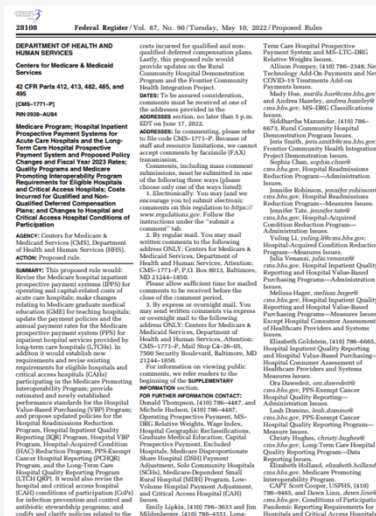 28108 Federal Register / Vol. 87, No. 90 / Tuesday, May 10, 2022 / Proposed Rules
DEPARTMENT OF HEALTH AND
HUMAN SERVICES
Centers for Medicare & Medicaid
Services
42 CFR Parts 412, 413, 482, 485, and
495
[CMS–1771–P]
RIN 0938–AU84
Medicare Program; Hospital Inpatient
Prospective Payment Systems for
Acute Care Hospitals and the Long-
Term Care Hospital Prospective
Payment System and Proposed Policy
Changes and Fiscal Year 2023 Rates;
Quality Programs and Medicare
Promoting Interoperability Program
Requirements for Eligible Hospitals
and Critical Access Hospitals; Costs
Incurred for Qualified and Non-
Qualified Deferred Compensation
Plans; and Changes to Hospital and
Critical Access Hospital Conditions of
Participation
AGENCY: Centers for Medicare &
Medicaid Services (CMS), Department
of Health and Human Services (HHS).
ACTION: Proposed rule.
SUMMARY: This proposed rule would:
Revise the Medicare hospital inpatient
prospective payment systems (IPPS) for
operating and capital-related costs of
acute care hospitals; make changes
relating to Medicare graduate medical
education (GME) for teaching hospitals;
update the payment policies and the
annual payment rates for the Medicare
prospective payment system (PPS) for
inpatient hospital services provided by
long-term care hospitals (LTCHs). In
addition it would establish new
requirements and revise existing
requirements for eligible hospitals and
critical access hospitals (CAHs)
participating in the Medicare Promoting
Interoperability Program; provide
estimated and newly established
performance standards for the Hospital
Value-Based Purchasing (VBP) Program;
and propose updated policies for the
Hospital Readmissions Reduction
Program, Hospital Inpatient Quality
Reporting (IQR) Program, Hospital VBP
Program, Hospital-Acquired Condition
(HAC) Reduction Program, PPS-Exempt
Cancer Hospital Reporting (PCHQR)
Program, and the Long-Term Care
Hospital Quality Reporting Program
(LTCH QRP). It would also revise the
hospital and critical access hospital
(CAH) conditions of participation (CoPs)
for infection prevention and control and
antibiotic stewardship programs; and
codify and clarify policies related to the
costs incurred for qualified and non-
qualified deferred compensation plans.
Lastly, this proposed rule would
provide updates on the Rural
Community Hospital Demonstration
Program and the Frontier Community
Health Integration Project.
DATES: To be assured consideration,
comments must be received at one of
the addresses provided in the
ADDRESSES section, no later than 5 p.m.
EDT on June 17, 2022.
ADDRESSES: In commenting, please refer
to file code CMS–1771–P. Because of
staff and resource limitations, we cannot
accept comments by facsimile (FAX)
transmission.
Comments, including mass comment
submissions, must be submitted in one
of the following three ways (please
choose only one of the ways listed):
1. Electronically. You may (and we
encourage you to) submit electronic
comments on this regulation to https://
www.regulations.gov. Follow the
instructions under the "submit a
comment" tab.
2. By regular mail. You may mail
written comments to the following
address ONLY: Centers for Medicare &
Medicaid Services, Department of
Health and Human Services, Attention:
CMS–1771–P, P.O. Box 8013, Baltimore,
MD 21244–1850.
Please allow sufficient time for mailed
comments to be received before the
close of the comment period.
3. By express or overnight mail. You
may send written comments via express
or overnight mail to the following
address ONLY: Centers for Medicare &
Medicaid Services, Department of
Health and Human Services, Attention:
CMS–1771–P, Mail Stop C4–26–05,
7500 Security Boulevard, Baltimore, MD
21244–1850.
For information on viewing public
comments, we refer readers to the
beginning of the SUPPLEMENTARY
INFORMATION section.
FOR FURTHER INFORMATION CONTACT:
Donald Thompson, (410) 786–4487, and
Michele Hudson, (410) 786–4487,
Operating Prospective Payment, MS–
DRG Relative Weights, Wage Index,
Hospital Geographic Reclassifications,
Graduate Medical Education, Capital
Prospective Payment, Excluded
Hospitals, Medicare Disproportionate
Share Hospital (DSH) Payment
Adjustment, Sole Community Hospitals
(SCHs), Medicare-Dependent Small
Rural Hospital (MDH) Program, Low-
Volume Hospital Payment Adjustment,
and Critical Access Hospital (CAH)
Issues.
Emily Lipkin, (410) 786–3633 and Jim
Mildenberger, (410) 786–4551, Long-
Term Care Hospital Prospective
Payment System and MS–LTC–DRG
Relative Weights Issues.
Allison Pompey, (410) 786–2348, New
Technology Add-On Payments and New
COVID–19 Treatments Add-on
Payments Issues.
Mady Hue, marilu.hue@cms.hhs.gov,
and Andrea Hazeley, andrea.hazeley@
cms.hhs.gov, MS–DRG Classifications
Issues.
Siddhartha Mazumdar, (410) 786–
6673, Rural Community Hospital
Demonstration Program Issues.
Jeris Smith, jeris.smith@cms.hhs.gov,
Frontier Community Health Integration
Project Demonstration Issues.
Sophia Chan, sophia.chan@
cms.hhs.gov, Hospital Readmissions
Reduction Program—Administration
Issues.
Jennifer Robinson, jennifer.robinson@
cms.hhs.gov, Hospital Readmissions
Reduction Program—Measures Issues.
Jennifer Tate, jennifer.tate@
cms.hhs.gov, Hospital-Acquired
Condition Reduction Program—
Administration Issues.
Yuling Li, yuling.li@cms.hhs.gov,
Hospital-Acquired Condition Reduction
Program—Measures Issues.
Julia Venanzi, julia.venanzi@
cms.hhs.gov, Hospital Inpatient Quality
Reporting and Hospital Value-Based
Purchasing Programs—Administration
Issues.
Melissa Hager, melissa.hager@
cms.hhs.gov, Hospital Inpatient Quality
Reporting and Hospital Value-Based
Purchasing Programs—Measures Issues
Except Hospital Consumer Assessment
of Healthcare Providers and Systems
Issues.
Elizabeth Goldstein, (410) 786–6665,
Hospital Inpatient Quality Reporting
and Hospital Value-Based Purchasing—
Hospital Consumer Assessment of
Healthcare Providers and Systems
Measures Issues.
Ora Dawedeit, ora.dawedeit@
cms.hhs.gov, PPS-Exempt Cancer
Hospital Quality Reporting—
Administration Issues.
Leah Domino, leah.domino@
cms.hhs.gov, PPS-Exempt Cancer
Hospital Quality Reporting Program—
Measure Issues.
Christy Hughes, christy.hughes@
cms.hhs.gov, Long-Term Care Hospital
Quality Reporting Program—Data
Reporting Issues.
Elizabeth Holland, elizabeth.holland@
cms.hhs.gov, Medicare Promoting
Interoperability Program.
CAPT Scott Cooper, USPHS, (410)
786–9465, and Dawn Linn, dawn.linn@
cms.hhs.gov, Conditions of Participation
Pandemic Reporting Requirements for
Hospitals and Critical Access Hospitals